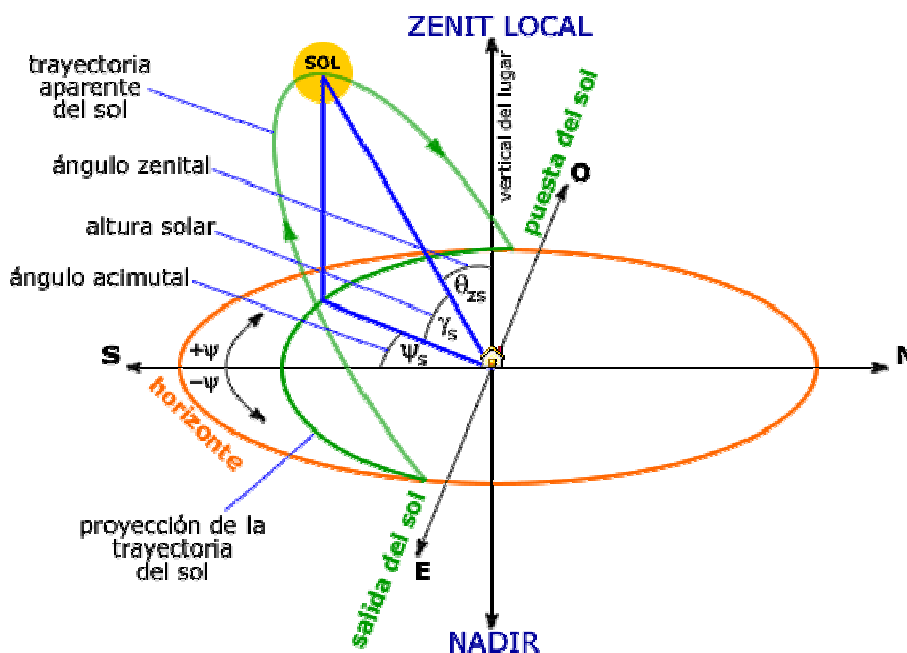 ZENIT LOCAL
SOL
trayectoria
aparente
del sol
vertical del lugar
puesta del sol
O
ángulo zenital
altura solar
ángulo acimutal
θzs
γs
ψs
S
N
+ψ
-ψ
horizonte
proyección de la
trayectoria
del sol
salida del sol
E
NADIR